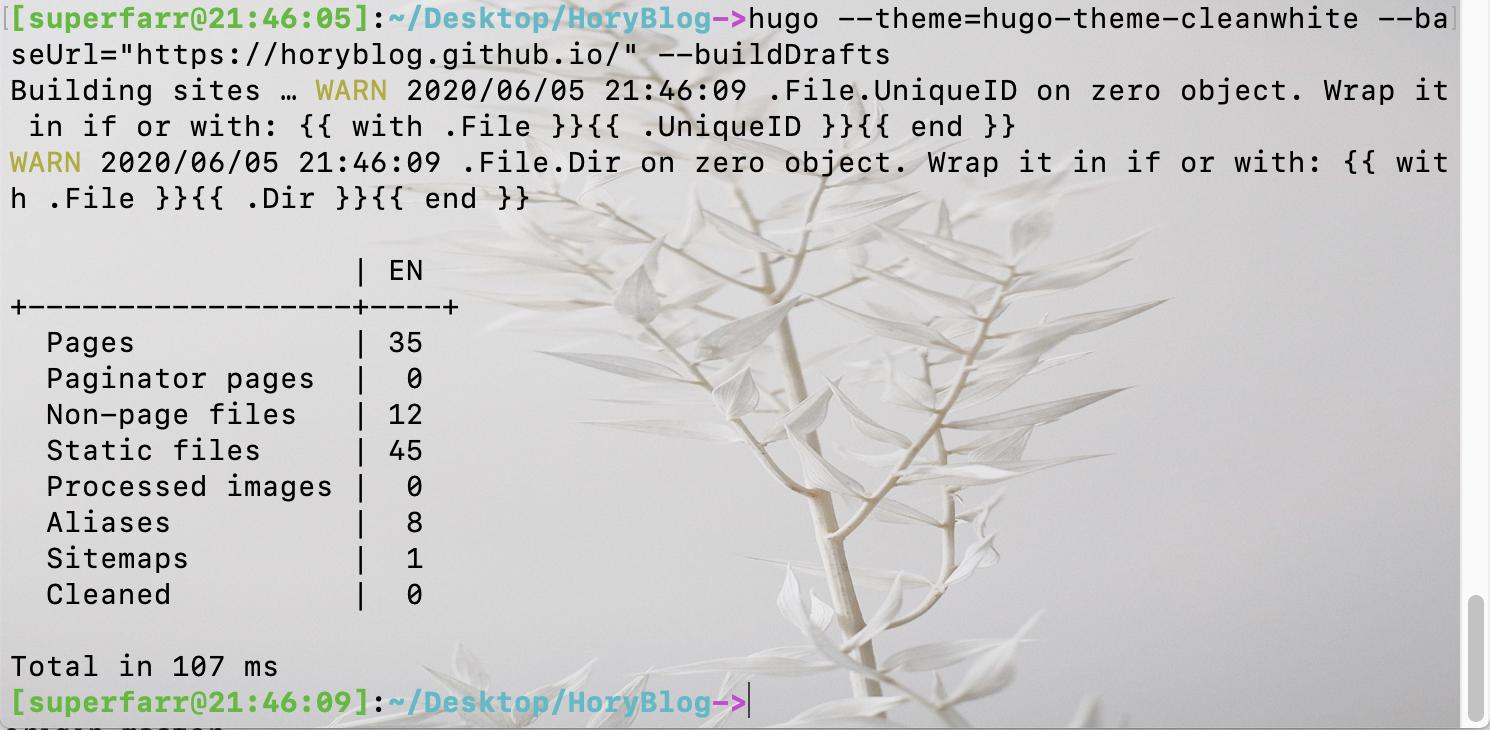 [superfarr@21:46:05]:~/Desktop/HoryBlog->hugo --theme=hugo-theme-cleanwhite --ba
seUrl="https://horyblog.github.io/" --buildDrafts
Building sites … WARN 2020/06/05 21:46:09 .File.UniqueID on zero object. Wrap it
 in if or with: {{ with .File }}{{ .UniqueID }}{{ end }}
WARN 2020/06/05 21:46:09 .File.Dir on zero object. Wrap it in if or with: {{ wit
h .File }}{{ .Dir }}{{ end }}
                   | EN
+------------------+----+
  Pages            | 35
  Paginator pages  |  0
  Non-page files   | 12
  Static files     | 45
  Processed images |  0
  Aliases          |  8
  Sitemaps         |  1
  Cleaned          |  0
Total in 107 ms
[superfarr@21:46:09]:~/Desktop/HoryBlog->